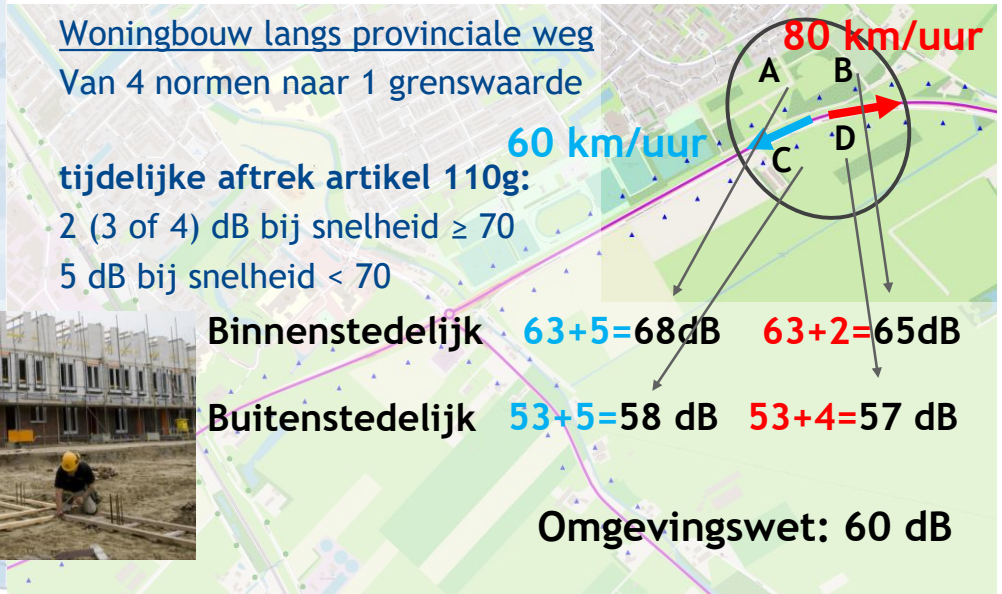 Woningbouw langs provinciale weg
Van 4 normen naar 1 grenswaarde
80 km/uur
A B
60 km/uur
C D
tijdelijke aftrek artikel 110g:
2 (3 of 4) dB bij snelheid ≥ 70
5 dB bij snelheid < 70
Binnenstedelijk 63+5=68dB 63+2=65dB
Buitenstedelijk 53+5=58 dB 53+4=57 dB
Omgevingswet: 60 dB